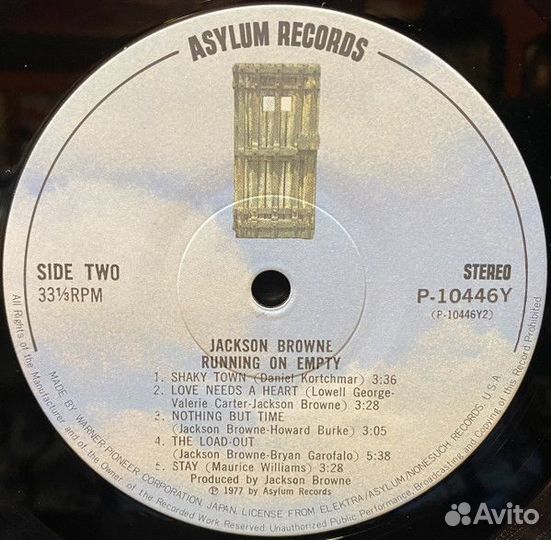 ASYLUM RECORDS
SIDE TWO
33⅓RPM
STEREO
P-10446Y
(P-10446Y2)
JACKSON BROWNE
RUNNING ON EMPTY
1. SHAKY TOWN (Daniel Kortchmar) 3:36
2. LOVE NEEDS A HEART (Lowell George-
Valerie Carter-Jackson Browne) 3:28
3. NOTHING BUT TIME
(Jackson Browne-Howard Burke) 3:05
4. THE LOAD-OUT
(Jackson Browne-Bryan Garofalo) 5:38
5. STAY (Maurice Williams) 3:28
Produced by Jackson Browne
℗ 1977 by Asylum Records
MADE BY WARNER-PIONEER CORPORATION, JAPAN. LICENSE FROM ELEKTRA/ASYLUM/NONESUCH RECORDS, U.S.A.
All Rights of the Manufacturer and of the Owner of the Recorded Work Reserved. Unauthorized Public Performance, Broadcasting and Copying of this Record Prohibited.
Avito